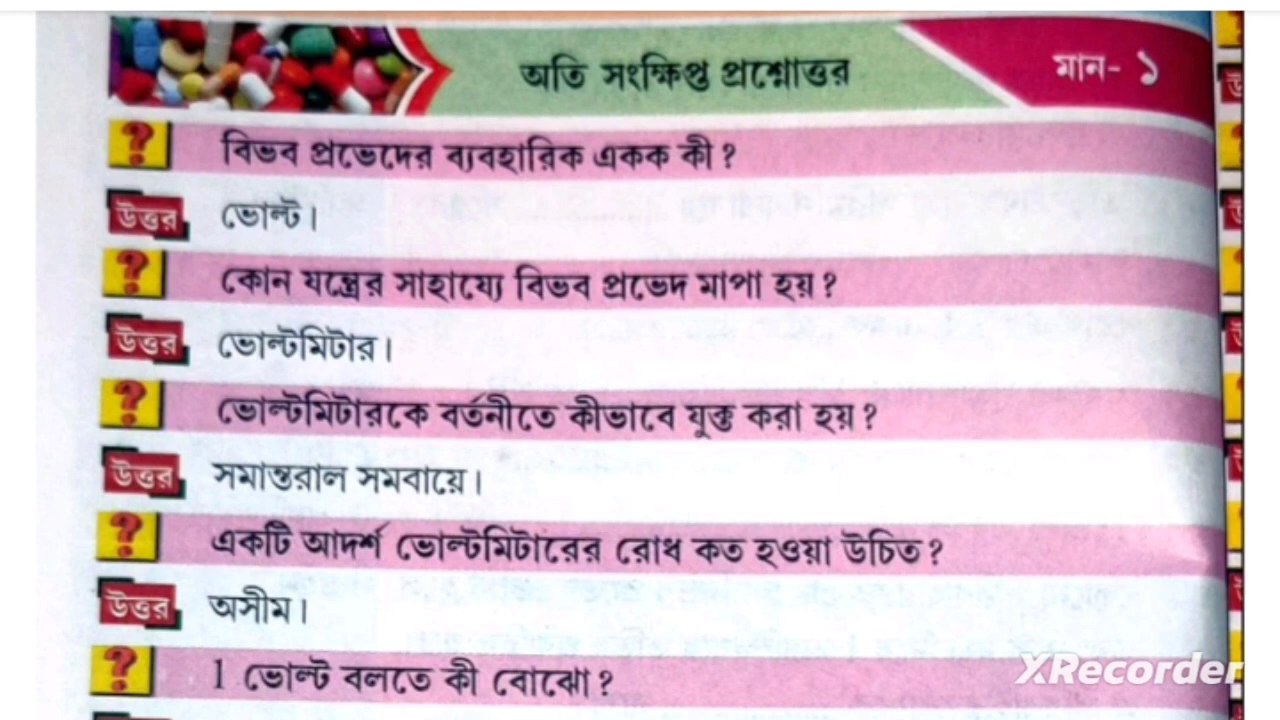 অতি সংক্ষিপ্ত প্রশ্নোত্তর
মান- ১
? বিভব প্রভেদের ব্যবহারিক একক কী ?
উত্তর ভোল্ট।
? কোন যন্ত্রের সাহায্যে বিভব প্রভেদ মাপা হয় ?
উত্তর ভোল্টমিটার।
? ভোল্টমিটারকে বর্তনীতে কীভাবে যুক্ত করা হয় ?
উত্তর সমান্তরাল সমবায়ে।
? একটি আদর্শ ভোল্টমিটারের রোধ কত হওয়া উচিত ?
উত্তর অসীম।
? 1 ভোল্ট বলতে কী বোঝো ?
XRecorder